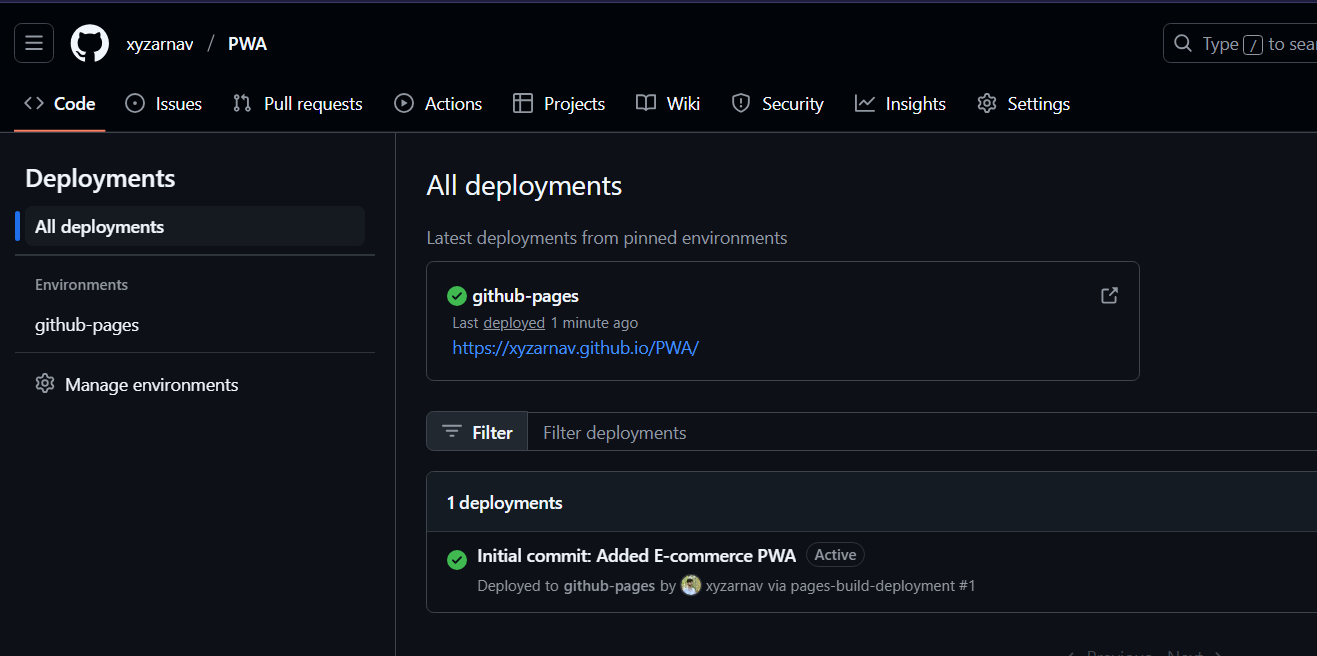 xyzarnav / PWA
Type / to sear
Code Issues Pull requests Actions Projects Wiki Security Insights Settings
Deployments
All deployments
Environments
github-pages
Manage environments
All deployments
Latest deployments from pinned environments
github-pages
Last deployed 1 minute ago
https://xyzarnav.github.io/PWA/
Filter Filter deployments
1 deployments
Initial commit: Added E-commerce PWA Active
Deployed to github-pages by xyzarnav via pages-build-deployment #1
Previous Next